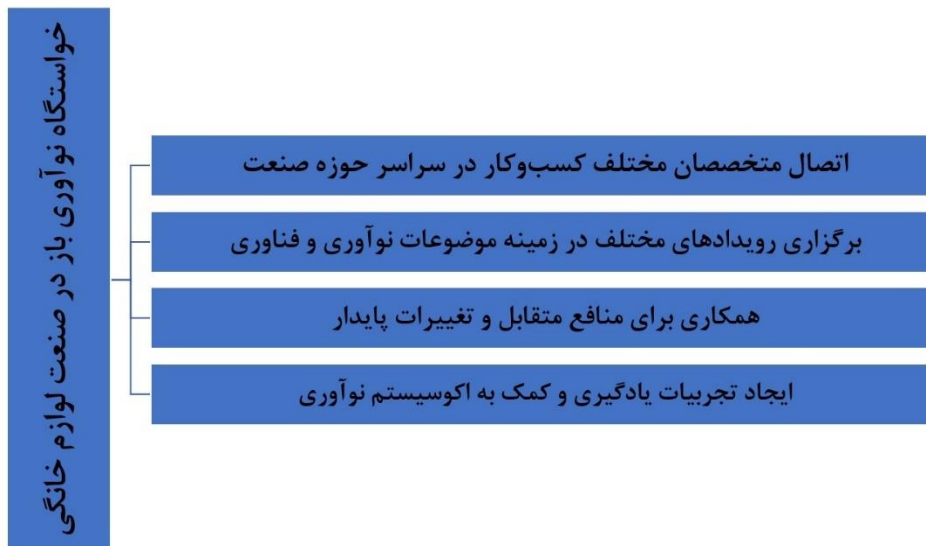 خواستگاه نوآوری باز در صنعت لوازم خانگی
اتصال متخصصان مختلف کسب‌وکار در سراسر حوزه صنعت
برگزاری رویدادهای مختلف در زمینه موضوعات نوآوری و فناوری
همکاری برای منافع متقابل و تغییرات پایدار
ایجاد تجربیات یادگیری و کمک به اکوسیستم نوآوری